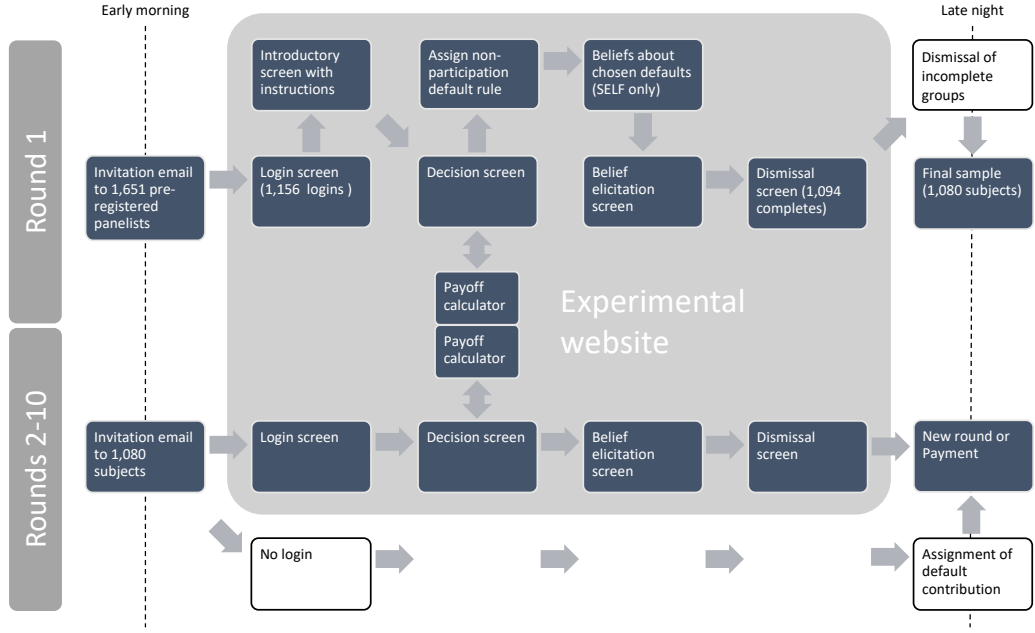 Early morning
Late night
Round 1
Introductory
screen with
instructions
Assign non-
participation
default rule
Beliefs about
chosen defaults
(SELF only)
Dismissal of
incomplete
groups
Invitation email
to 1,651 pre-
registered
panelists
Login screen
(1,156 logins )
Decision screen
Belief
elicitation
screen
Dismissal
screen (1,094
completes)
Final sample
(1,080 subjects)
Payoff
calculator
Experimental
website
Payoff
calculator
Rounds 2-10
Invitation email
to 1,080
subjects
Login screen
Decision screen
Belief
elicitation
screen
Dismissal
screen
New round or
Payment
No login
Assignment of
default
contribution